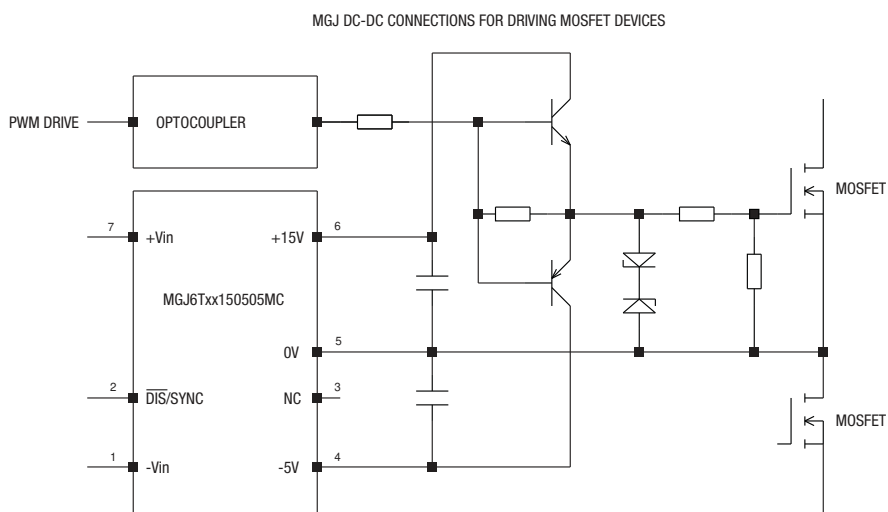 MGJ DC-DC CONNECTIONS FOR DRIVING MOSFET DEVICES
PWM DRIVE
OPTOCOUPLER
MOSFET
7
+Vin
+15V
6
MGJ6Txx150505MC
0V
5
2
DIS/SYNC
NC
3
MOSFET
1
-Vin
-5V
4